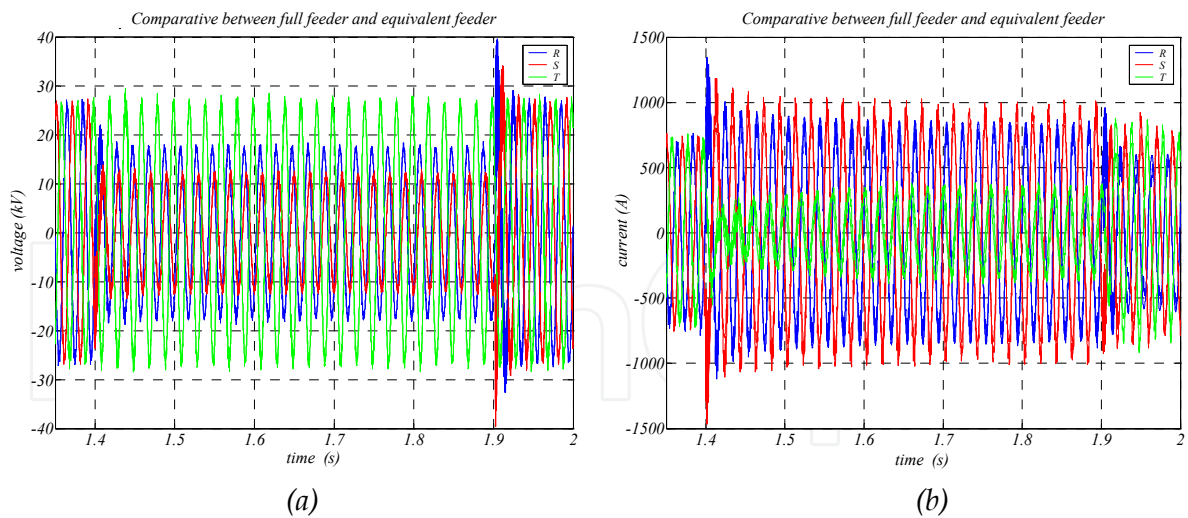 Comparative between full feeder and equivalent feeder
40
30
20
10
0
-10
-20
-30
-40
voltage (kV)
R
S
T
1.4
1.5
1.6
1.7
1.8
1.9
2
time (s)
(a)
Comparative between full feeder and equivalent feeder
1500
1000
500
0
-500
-1000
-1500
current (A)
R
S
T
1.4
1.5
1.6
1.7
1.8
1.9
2
time (s)
(b)